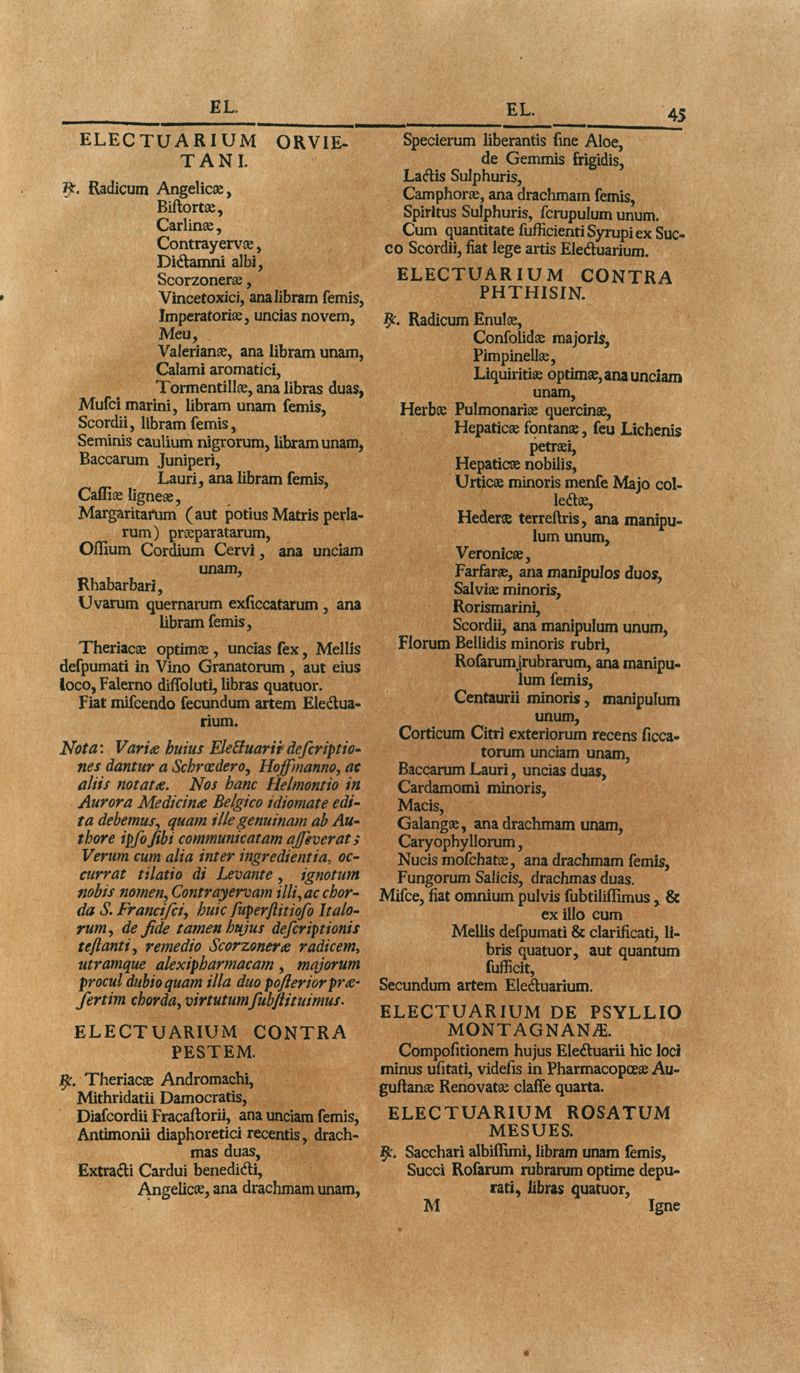 EL.
ELECTUARIUM ORVIE-
TANI.
℞. Radicum Angelicæ,
Biſtortæ,
Carlinæ,
Contrayervæ,
Dictamni albi,
Scorzoneræ,
Vincetoxici, ana libram ſemis,
Imperatoriæ, uncias novem,
Meu,
Valerianæ, ana libram unam,
Calami aromatici,
Tormentillæ, ana libras duas,
Muſci marini, libram unam ſemis,
Scordii, libram ſemis,
Seminis caulium nigrorum, libram unam,
Baccarum Juniperi,
Lauri, ana libram ſemis,
Caſſiæ ligneæ,
Margaritarum (aut potius Matris perla-
rum) præparatarum,
Oſſium Cordium Cervi, ana unciam
unam,
Rhabarbari,
Uvarum quernarum exſiccatarum, ana
libram ſemis,
Theriacæ optimæ, uncias ſex, Mellis
deſpumati in Vino Granatorum, aut eius
loco, Falerno diſſoluti, libras quatuor.
Fiat miſcendo ſecundum artem Electua-
rium.
Nota: Variæ huius Electuarii deſcriptio-
nes dantur a Schrœdero, Hoffmanno, ac
aliis notatæ. Nos hanc Helmontio in
Aurora Medicinæ Belgico idiomate edi-
ta debemus, quam ille genuinam ab Au-
thore ipſo ſibi communicatam aſſeverat;
Verum cum alia inter ingredientia, oc-
currat tilatio di Levante, ignotum
nobis nomen, Contrayervam illi, ac chor-
da S. Franciſci, huic ſuperſtitioſo Italo-
rum, de fide tamen hujus deſcriptionis
teſtanti, remedio Scorzoneræ radicem,
utramque alexipharmacam, majorum
procul dubio quam illa duo poſterior præ-
ſertim chorda, virtutum ſubſtituimus.
ELECTUARIUM CONTRA
PESTEM.
℞. Theriacæ Andromachi,
Mithridatii Damocratis,
Diaſcordii Fracaſtorii, ana unciam ſemis,
Antimonii diaphoretici recentis, drach-
mas duas,
Extracti Cardui benedicti,
Angelicæ, ana drachmam unam,
EL.
45
Specierum liberantis ſine Aloe,
de Gemmis frigidis,
Lactis Sulphuris,
Camphoræ, ana drachmam ſemis,
Spiritus Sulphuris, ſcrupulum unum.
Cum quantitate ſufficienti Syrupi ex Suc-
co Scordii, fiat lege artis Electuarium.
ELECTUARIUM CONTRA
PHTHISIN.
℞. Radicum Enulæ,
Conſolidæ majoris,
Pimpinellæ,
Liquiritiæ optimæ, ana unciam
unam,
Herbæ Pulmonariæ quercinæ,
Hepaticæ fontanæ, ſeu Lichenis
petræi,
Hepaticæ nobilis,
Urticæ minoris menſe Majo col-
lectæ,
Hederæ terreſtris, ana manipu-
lum unum,
Veronicæ,
Farfaræ, ana manipulos duos,
Salviæ minoris,
Rorismarini,
Scordii, ana manipulum unum,
Florum Bellidis minoris rubri,
Roſarum rubrarum, ana manipu-
lum ſemis,
Centaurii minoris, manipulum
unum,
Corticum Citri exteriorum recens ſicca-
torum unciam unam,
Baccarum Lauri, uncias duas,
Cardamomi minoris,
Macis,
Galangæ, ana drachmam unam,
Caryophyllorum,
Nucis moſchatæ, ana drachmam ſemis,
Fungorum Salicis, drachmas duas.
Miſce, fiat omnium pulvis ſubtiliſſimus, &
ex illo cum
Mellis deſpumati & clarificati, li-
bris quatuor, aut quantum
ſufficit,
Secundum artem Electuarium.
ELECTUARIUM DE PSYLLIO
MONTAGNANÆ.
Compoſitionem hujus Electuarii hic loci
minus uſitati, videſis in Pharmacopœæ Au-
guſtanæ Renovatæ claſſe quarta.
ELECTUARIUM ROSATUM
MESUES.
℞. Sacchari albiſſimi, libram unam ſemis,
Succi Roſarum rubrarum optime depu-
rati, libras quatuor,
M
Igne